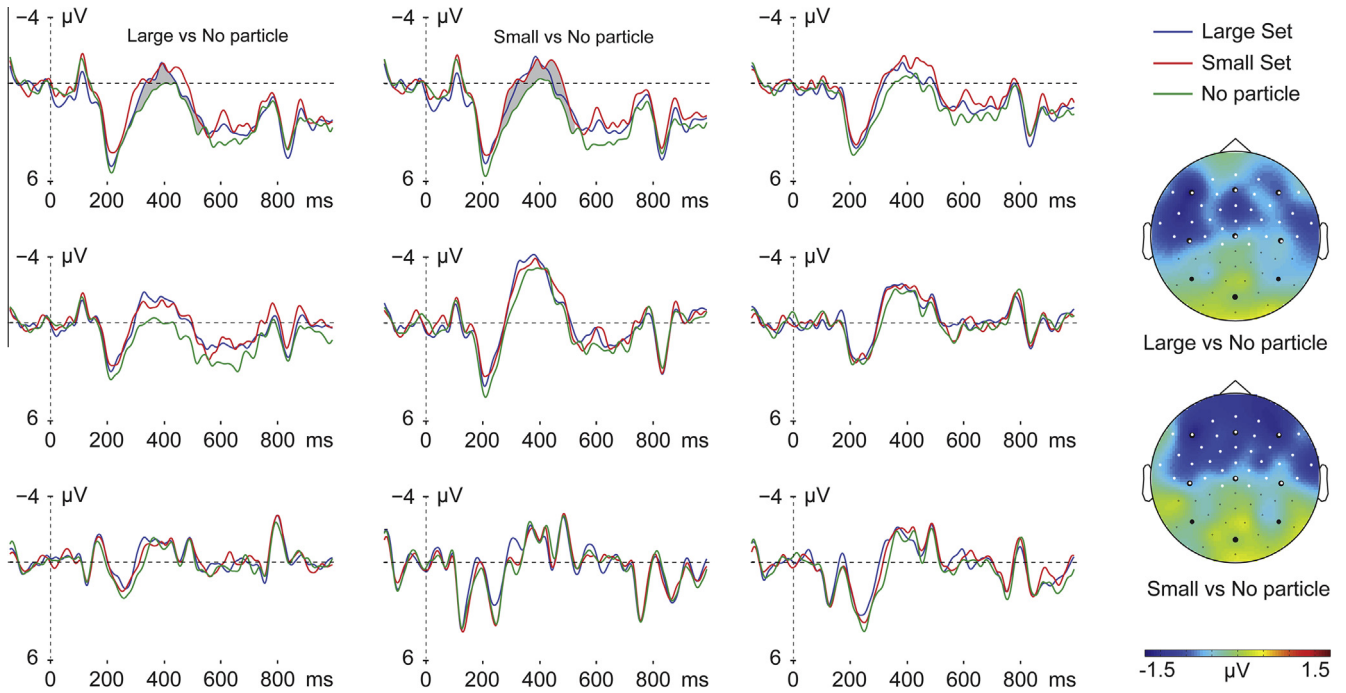 −4 µV −4 µV −4 µV
Large vs No particle Small vs No particle
6 6 6
0 200 400 600 800 ms 0 200 400 600 800 ms 0 200 400 600 800 ms
−4 µV −4 µV −4 µV
6 6 6
0 200 400 600 800 ms 0 200 400 600 800 ms 0 200 400 600 800 ms
−4 µV −4 µV −4 µV
6 6 6
0 200 400 600 800 ms 0 200 400 600 800 ms 0 200 400 600 800 ms
Large Set
Small Set
No particle
Large vs No particle
Small vs No particle
-1.5 µV 1.5